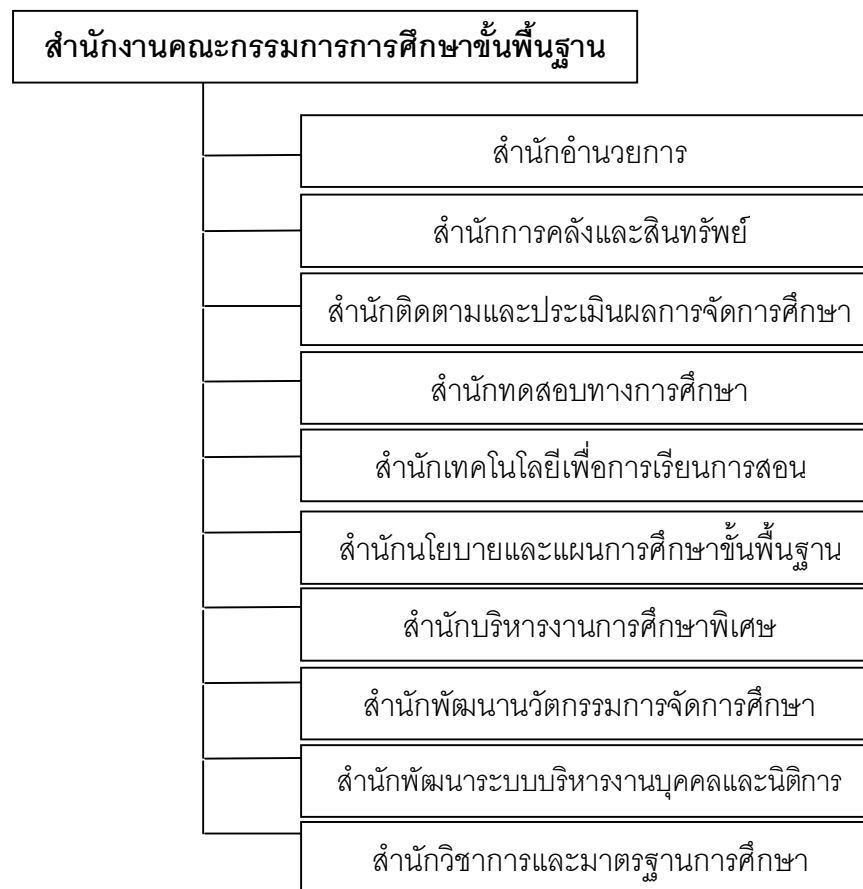 สำนักงานคณะกรรมการการศึกษาขั้นพื้นฐาน
สำนักอำนวยการ
สำนักการคลังและสินทรัพย์
สำนักติดตามและประเมินผลการจัดการศึกษา
สำนักทดสอบทางการศึกษา
สำนักเทคโนโลยีเพื่อการเรียนการสอน
สำนักนโยบายและแผนการศึกษาขั้นพื้นฐาน
สำนักบริหารงานการศึกษาพิเศษ
สำนักพัฒนานวัตกรรมการจัดการศึกษา
สำนักพัฒนาระบบบริหารงานบุคคลและนิติการ
สำนักวิชาการและมาตรฐานการศึกษา